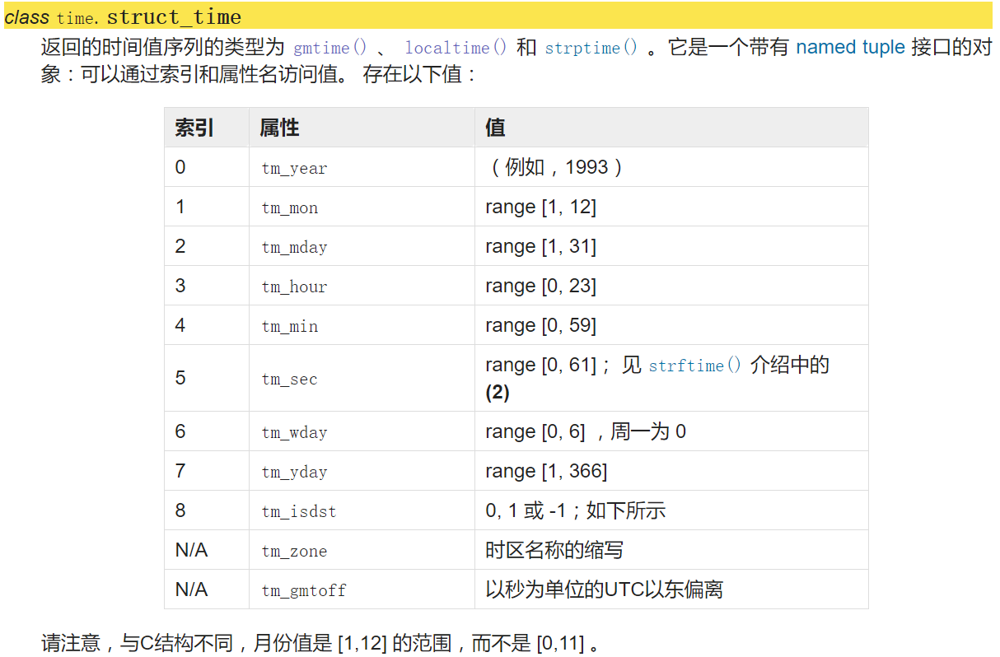 class time. struct_time
返回的时间值序列的类型为 gmtime() 、 localtime() 和 strptime() 。它是一个带有 named tuple 接口的对
象：可以通过索引和属性名访问值。 存在以下值：
索引 属性 值
0 tm_year （例如，1993）
1 tm_mon range [1, 12]
2 tm_mday range [1, 31]
3 tm_hour range [0, 23]
4 tm_min range [0, 59]
5 tm_sec range [0, 61]； 见 strftime() 介绍中的
(2)
6 tm_wday range [0, 6] ，周一为 0
7 tm_yday range [1, 366]
8 tm_isdst 0, 1 或 -1；如下所示
N/A tm_zone 时区名称的缩写
N/A tm_gmtoff 以秒为单位的UTC以东偏离
请注意，与C结构不同，月份值是 [1,12] 的范围，而不是 [0,11] 。